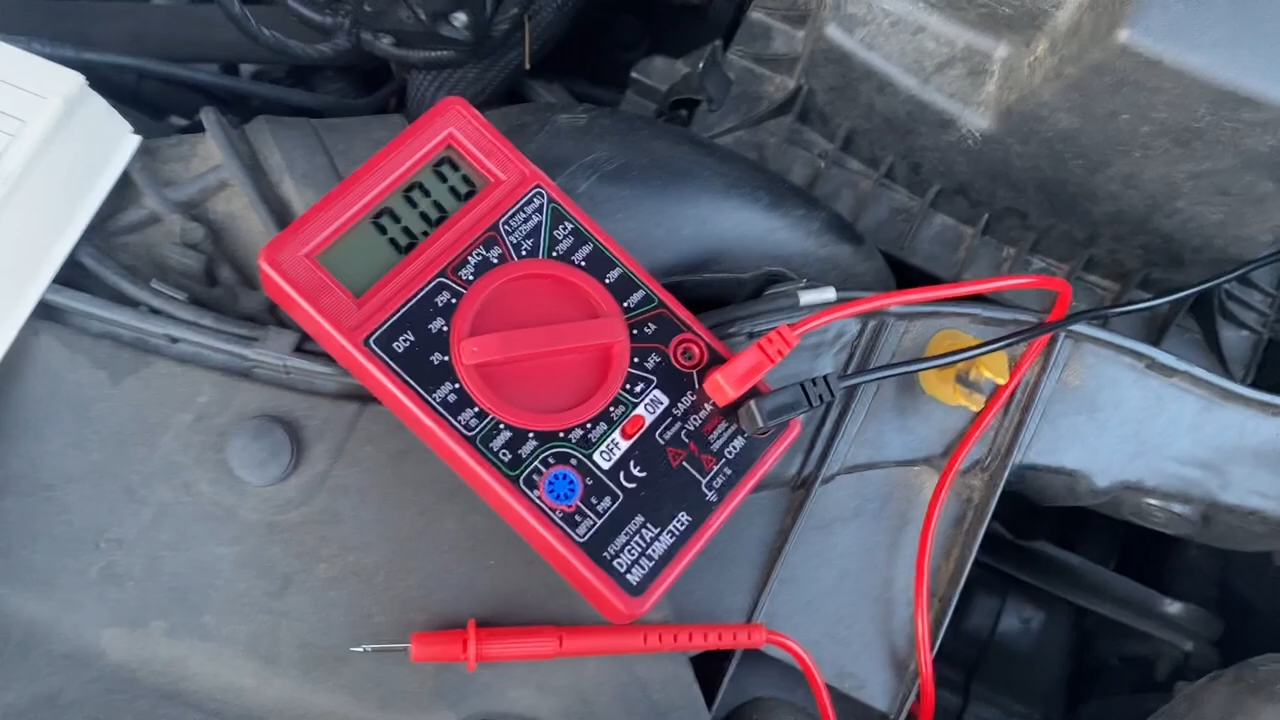 0.00
1.5V(4.0mA)
9V(25mA)
ACV
250
200
DCA
200µ
2000µ
20m
200m
5A
hFE
DCV
250
200
20
2000
m
200
m
2000k
200k
20k
2000
200
Ω
OFF
ON
5ADC
VΩmA
COM
CAT II
CE
E
B
C
E
PNP
C
E
NPN
7 FUNCTION
DIGITAL
MULTIMETER